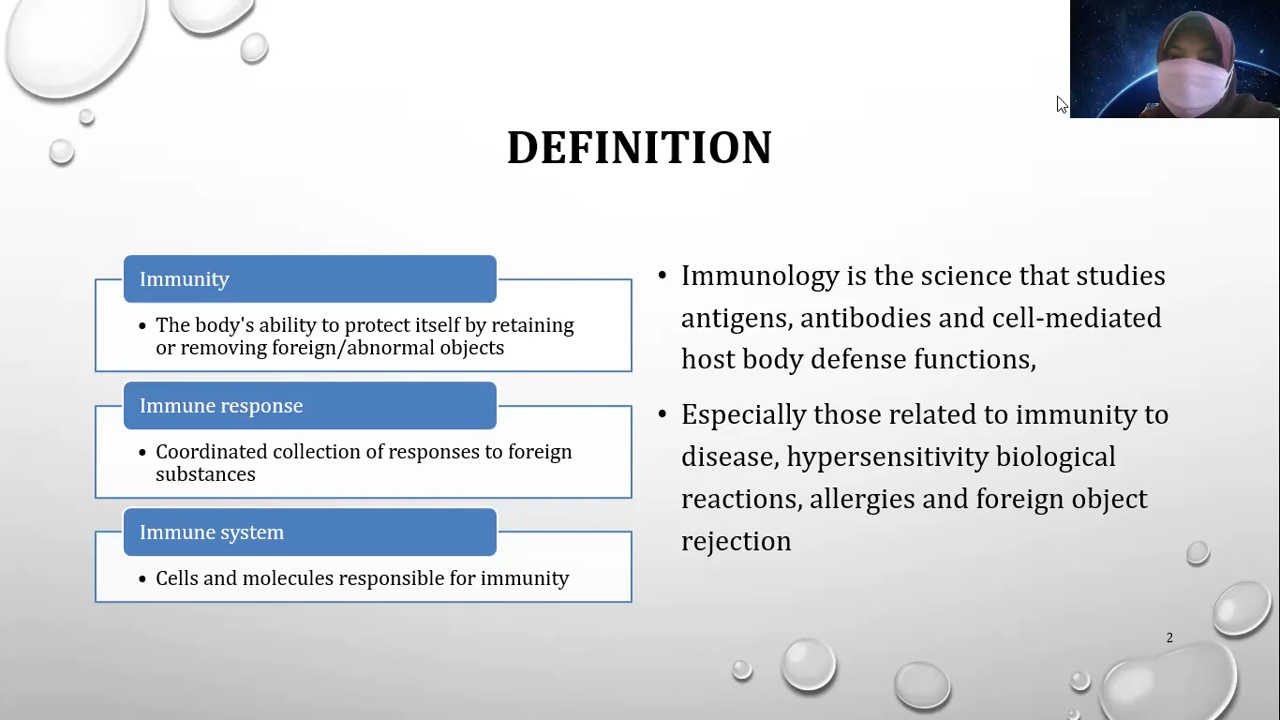 DEFINITION
Immunity
• The body's ability to protect itself by retaining
or removing foreign/abnormal objects
Immune response
• Coordinated collection of responses to foreign
substances
Immune system
• Cells and molecules responsible for immunity
• Immunology is the science that studies
antigens, antibodies and cell-mediated
host body defense functions,
• Especially those related to immunity to
disease, hypersensitivity biological
reactions, allergies and foreign object
rejection
2